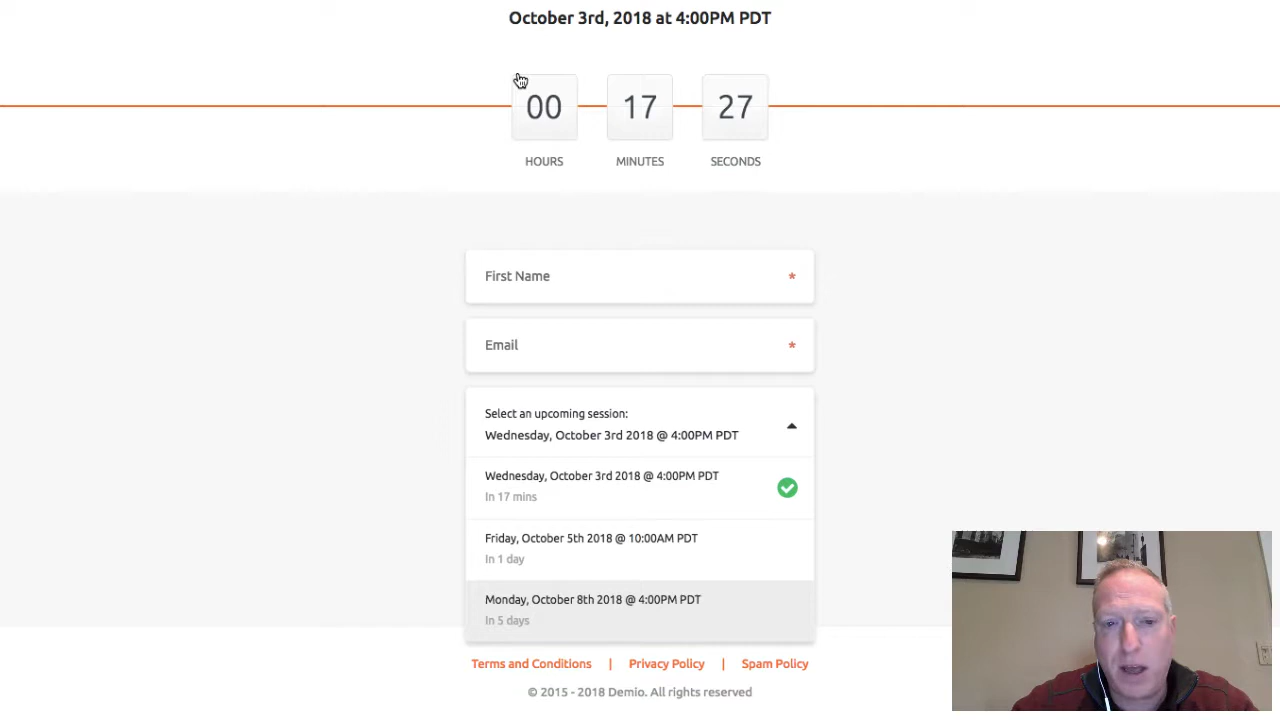 October 3rd, 2018 at 4:00PM PDT
00 17 27
HOURS MINUTES SECONDS
First Name *
Email *
Select an upcoming session:
Wednesday, October 3rd 2018 @ 4:00PM PDT
Wednesday, October 3rd 2018 @ 4:00PM PDT
In 17 mins
Friday, October 5th 2018 @ 10:00AM PDT
In 1 day
Monday, October 8th 2018 @ 4:00PM PDT
In 5 days
Terms and Conditions | Privacy Policy | Spam Policy
© 2015 - 2018 Demio. All rights reserved